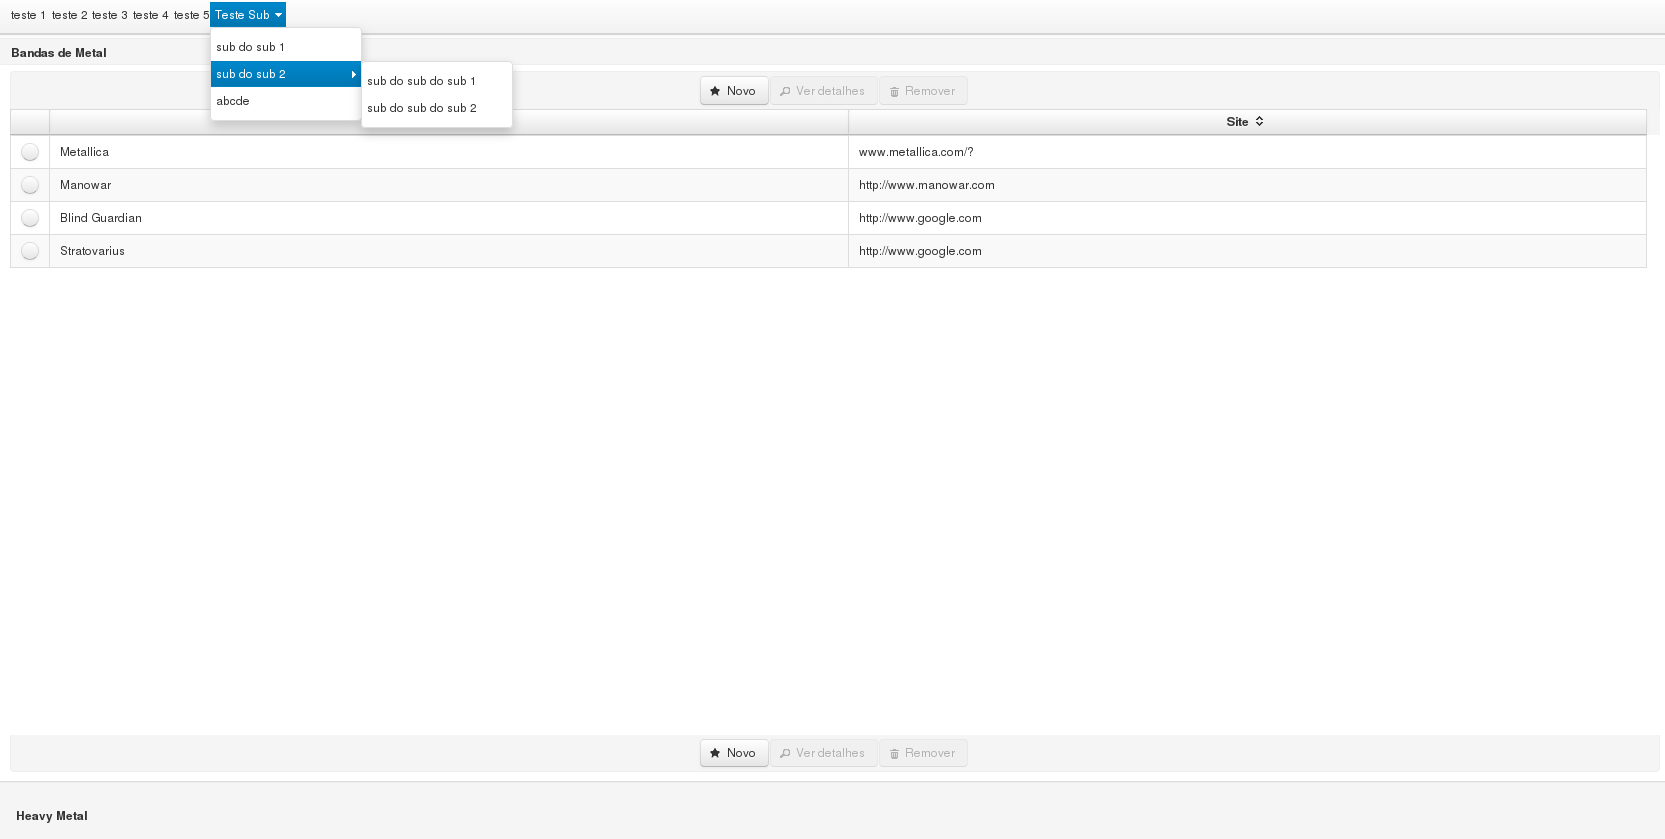 teste 1 teste 2 teste 3 teste 4 teste 5 Teste Sub
sub do sub 1
Bandas de Metal
sub do sub 2
sub do sub do sub 1
abcde
sub do sub do sub 2
Novo Ver detalhes Remover
Site
Metallica www.metallica.com/?
Manowar http://www.manowar.com
Blind Guardian http://www.google.com
Stratovarius http://www.google.com
Novo Ver detalhes Remover
Heavy Metal